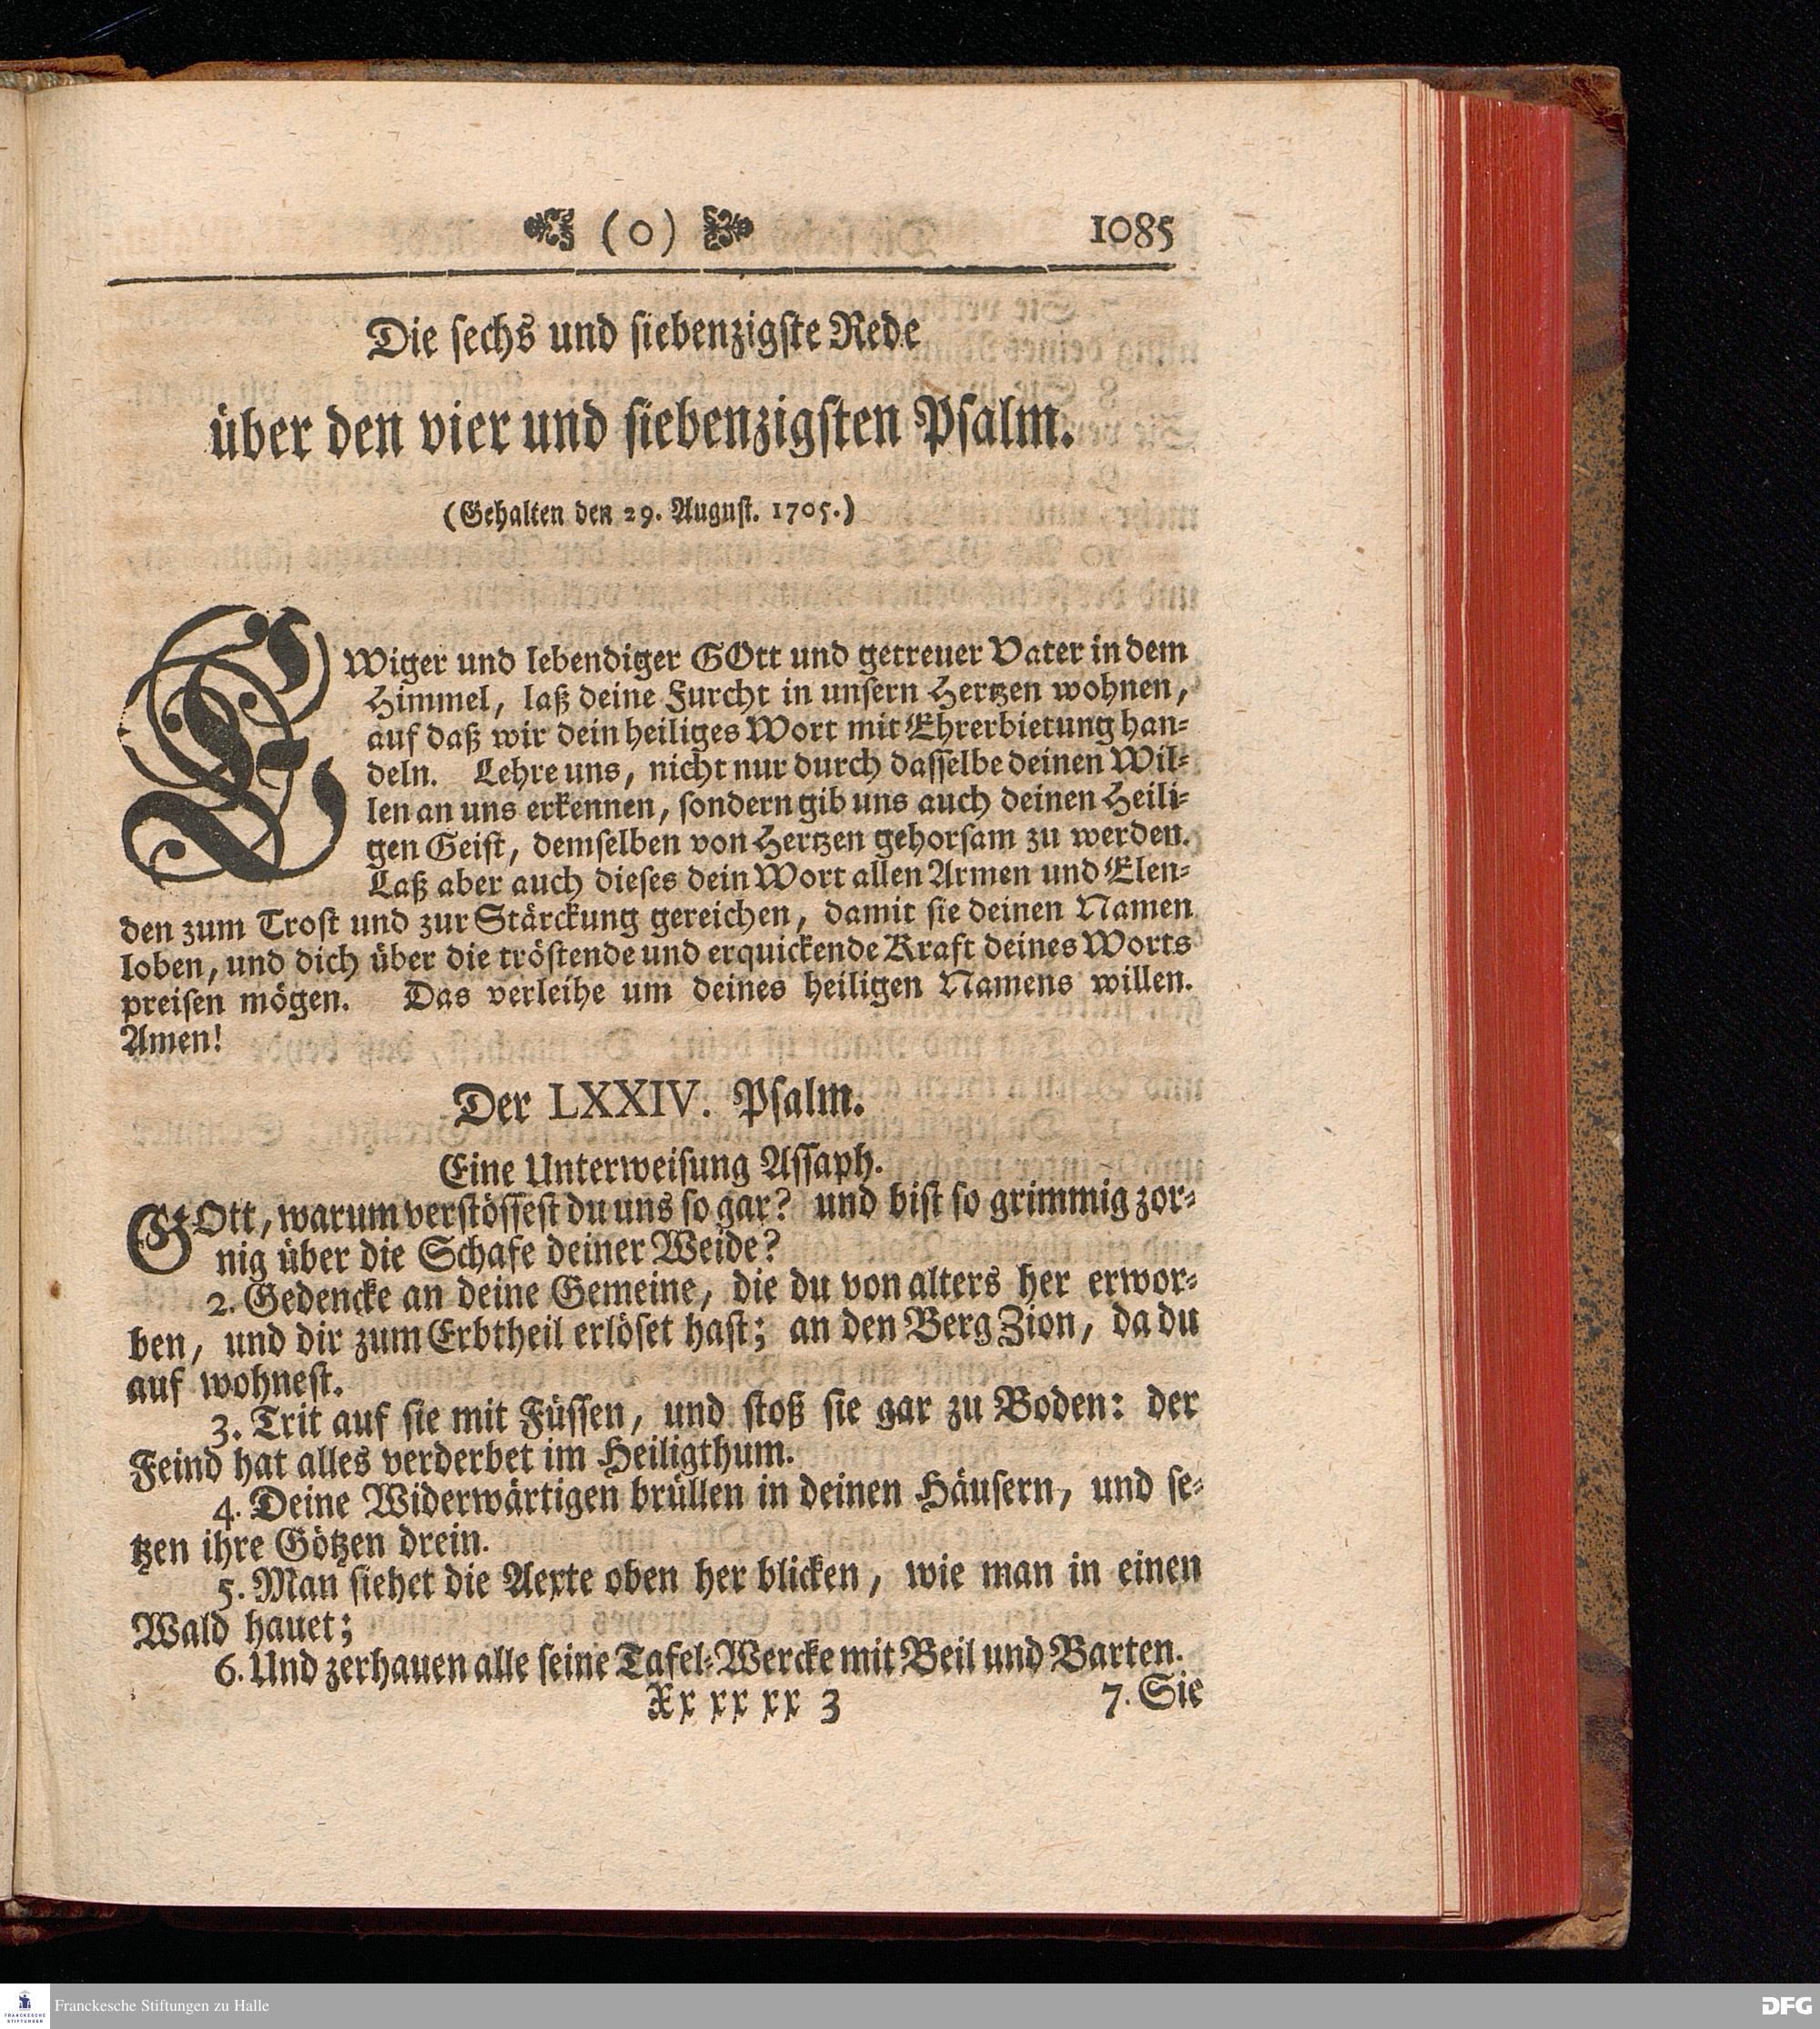 (0) 1085
Die sechs und siebenzigste Rede
über den vier und siebenzigsten Psalm.
(Gehalten den 29. August. 1705.)
EWiger und lebendiger GOtt und getreuer Vater in dem
Himmel, laß deine Furcht in unsern Hertzen wohnen,
auf daß wir dein heiliges Wort mit Ehrerbietung han-
deln. Lehre uns, nicht nur durch dasselbe deinen Wil-
len an uns erkennen, sondern gib uns auch deinen Heili-
gen Geist, demselben von Hertzen gehorsam zu werden.
Laß aber auch dieses dein Wort allen Armen und Elen-
den zum Trost und zur Stärckung gereichen, damit sie deinen Namen
loben, und dich über die tröstende und erquickende Kraft deines Worts
preisen mögen. Das verleihe um deines heiligen Namens willen.
Amen!
Der LXXIV. Psalm.
Eine Unterweisung Assaph.
GOtt, warum verstössest du uns so gar? und bist so grimmig zor-
nig über die Schafe deiner Weide?
2. Gedencke an deine Gemeine, die du von alters her erwor-
ben, und dir zum Erbtheil erlöset hast; an den Berg Zion, da du
auf wohnest.
3. Trit auf sie mit Füssen, und stoß sie gar zu Boden: der
Feind hat alles verderbet im Heiligthum.
4. Deine Widerwärtigen brüllen in deinen Häusern, und se-
tzen ihre Götzen drein.
5. Man siehet die Aexte oben her blicken, wie man in einen
Wald hauet;
6. Und zerhauen alle seine Tafel-Wercke mit Beil und Barten.
Xx xx xx 3 7. Sie
FRANCKESCHE STIFTUNGEN Franckesche Stiftungen zu Halle DFG